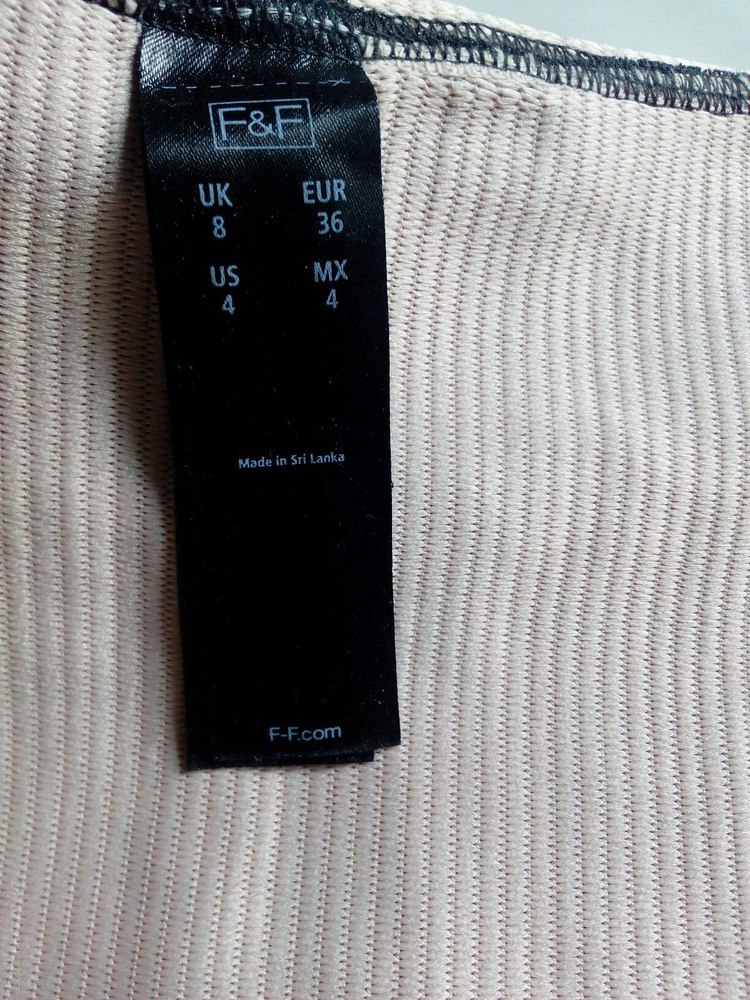 F&F
UK EUR
8 36
US MX
4 4
Made in Sri Lanka
F-F.com